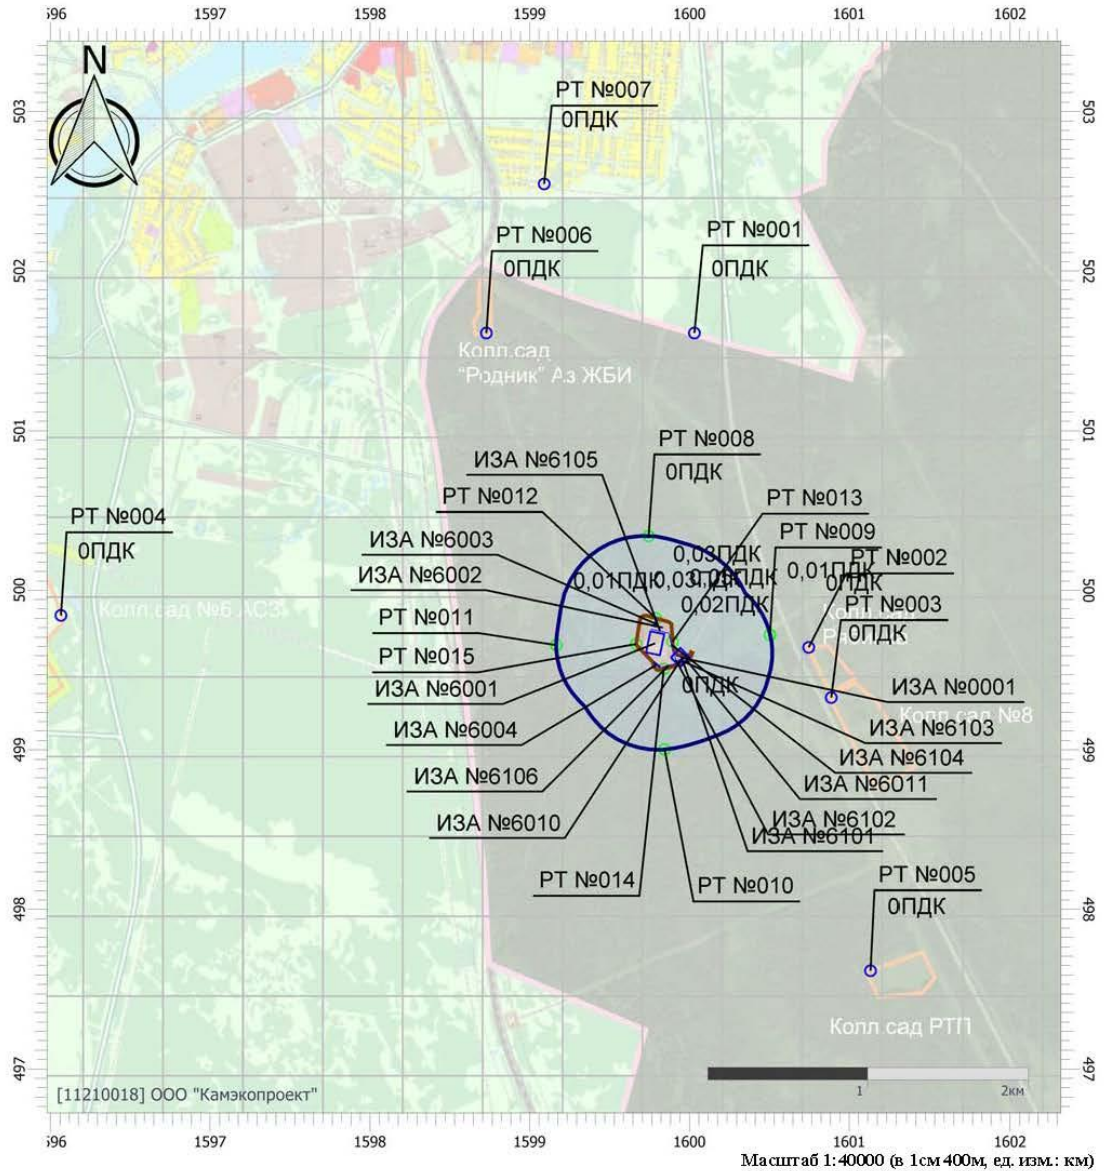 596 1597 1598 1599 1600 1601 1602
N
503 503
РТ №007
0ПДК
РТ №006
0ПДК
РТ №001
0ПДК
502 502
Колл.сад
"Родник" Аз ЖБИ
501 501
РТ №008
0ПДК
ИЗА №6105
РТ №012
РТ №013
РТ №004
0ПДК
ИЗА №6003
РТ №009
0,03ПДК
РТ №002
0ПДК
ИЗА №6002
0,01ПДК
0,01ПДК
500 500
РТ №003
0ПДК
0,02ПДК
Колл.сад №6 АСЗ
Колл.сад
РТ №011
РТ №015
0ПДК
ИЗА №6001
ИЗА №0001
Колл.сад №8
ИЗА №6004
ИЗА №6103
499 499
ИЗА №6104
ИЗА №6106
ИЗА №6011
ИЗА №6010
ИЗА №6102
ИЗА №6101
РТ №014
РТ №010
РТ №005
0ПДК
498 498
Колл сад РТП
497 497
[11210018] ООО "Камэкопроект"
1 2км
596 1597 1598 1599 1600 1601 1602
Масштаб 1:40000 (в 1см 400м, ед. изм.: км)